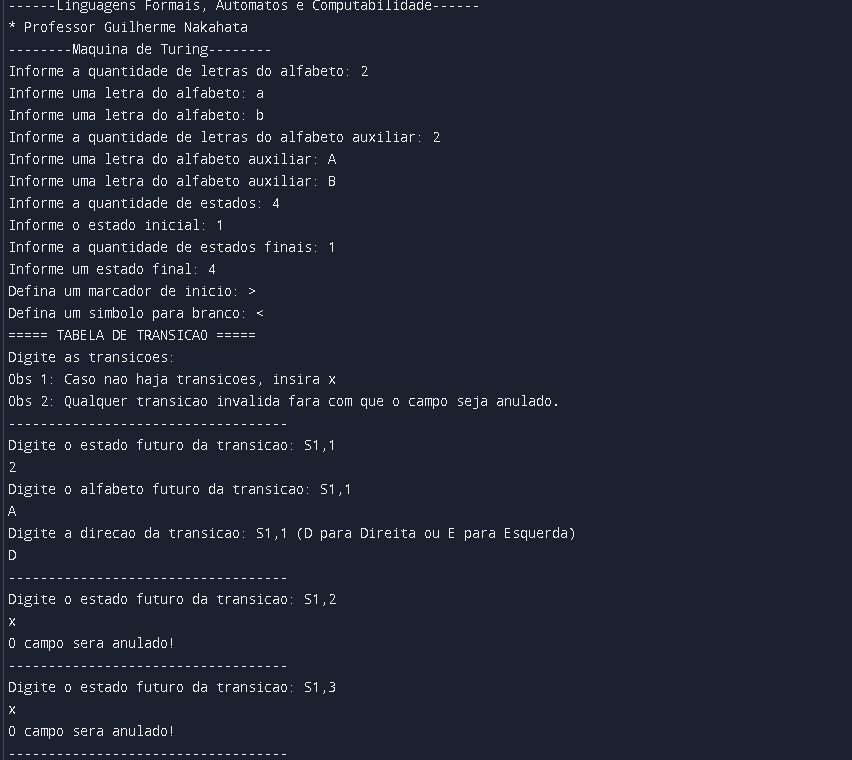 ------Linguagens Formais, Automatos e Computabilidade------
* Professor Guilherme Nakahata
--------Maquina de Turing--------
Informe a quantidade de letras do alfabeto: 2
Informe uma letra do alfabeto: a
Informe uma letra do alfabeto: b
Informe a quantidade de letras do alfabeto auxiliar: 2
Informe uma letra do alfabeto auxiliar: A
Informe uma letra do alfabeto auxiliar: B
Informe a quantidade de estados: 4
Informe o estado inicial: 1
Informe a quantidade de estados finais: 1
Informe um estado final: 4
Defina um marcador de inicio: >
Defina um simbolo para branco: <
===== TABELA DE TRANSICAO =====
Digite as transicoes:
Obs 1: Caso nao haja transicoes, insira x
Obs 2: Qualquer transicao invalida fara com que o campo seja anulado.
-----------------------------------
Digite o estado futuro da transicao: S1,1
2
Digite o alfabeto futuro da transicao: S1,1
A
Digite a direcao da transicao: S1,1 (D para Direita ou E para Esquerda)
D
-----------------------------------
Digite o estado futuro da transicao: S1,2
x
O campo sera anulado!
-----------------------------------
Digite o estado futuro da transicao: S1,3
x
O campo sera anulado!
-----------------------------------